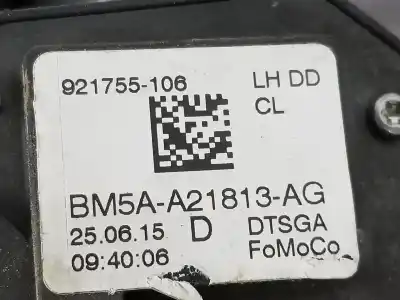 921755-106 LH DD
CL
BM5A-A21813-AG
25.06.15 D DTSGA
09:40:06 FoMoCo